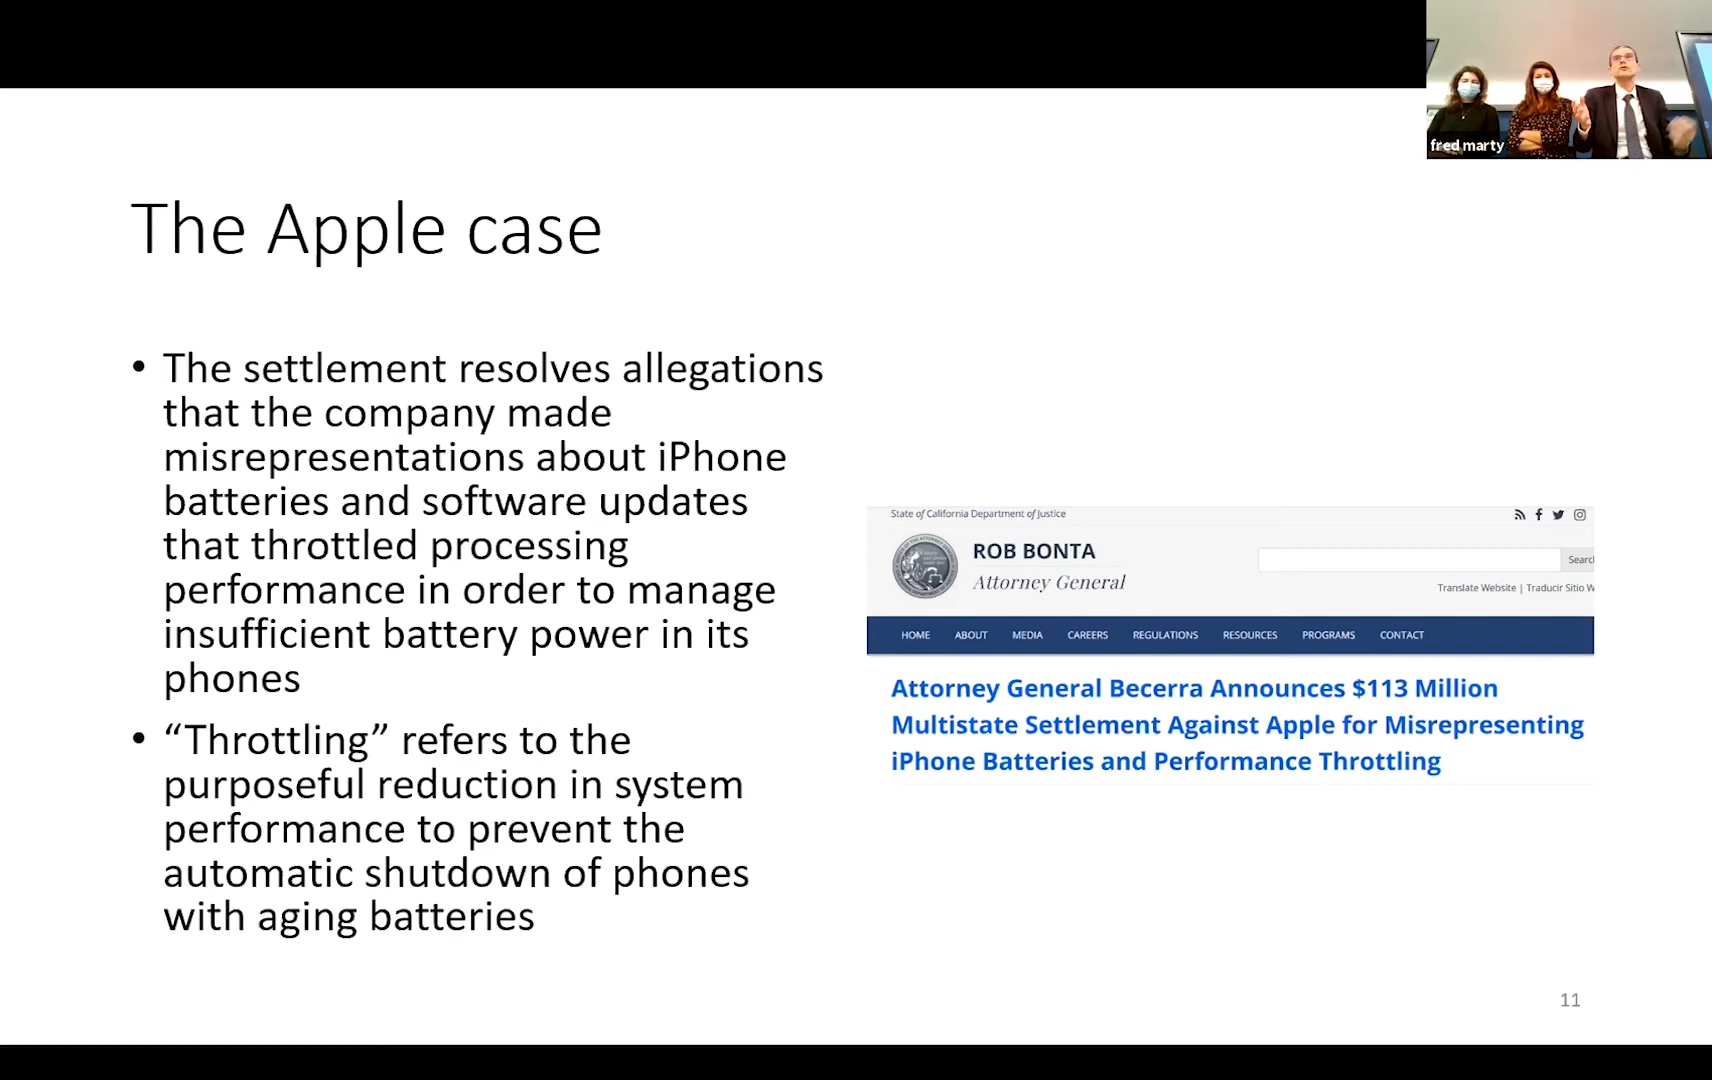 fred marty
The Apple case
• The settlement resolves allegations
that the company made
misrepresentations about iPhone
batteries and software updates
that throttled processing
performance in order to manage
insufficient battery power in its
phones
• “Throttling” refers to the
purposeful reduction in system
performance to prevent the
automatic shutdown of phones
with aging batteries
State of California Department of Justice
ROB BONTA
Attorney General
Searc
Translate Website | Traducir Sitio W
HOME ABOUT MEDIA CAREERS REGULATIONS RESOURCES PROGRAMS CONTACT
Attorney General Becerra Announces $113 Million
Multistate Settlement Against Apple for Misrepresenting
iPhone Batteries and Performance Throttling
11